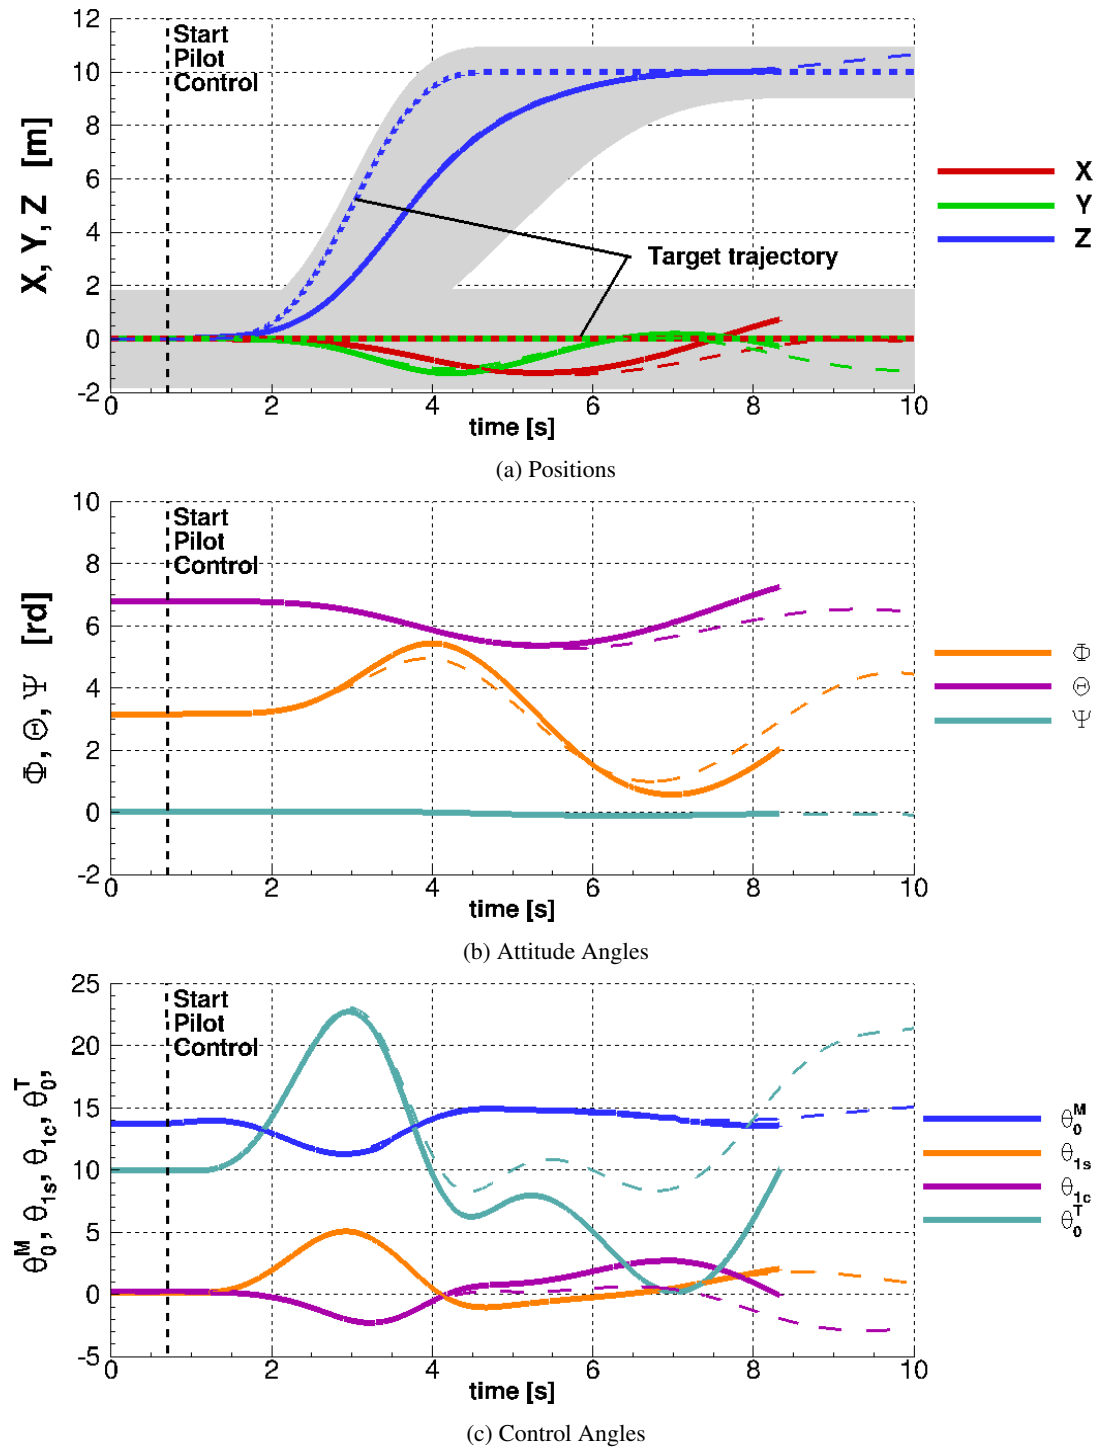 12
10
8
6
4
2
0
-2
X, Y, Z [m]
Start
Pilot
Control
Target trajectory
X
Y
Z
0 2 4 6 8 10
time [s]
(a) Positions
10
8
6
4
2
0
-2
Φ, Θ, Ψ [rd]
Start
Pilot
Control
Φ
Θ
Ψ
0 2 4 6 8 10
time [s]
(b) Attitude Angles
25
20
15
10
5
0
-5
θ₀ᴹ, θ₁s, θ₁c, θ₀ᵀ,
Start
Pilot
Control
θ₀ᴹ
θ₁s
θ₁c
θ₀ᵀ
0 2 4 6 8 10
time [s]
(c) Control Angles